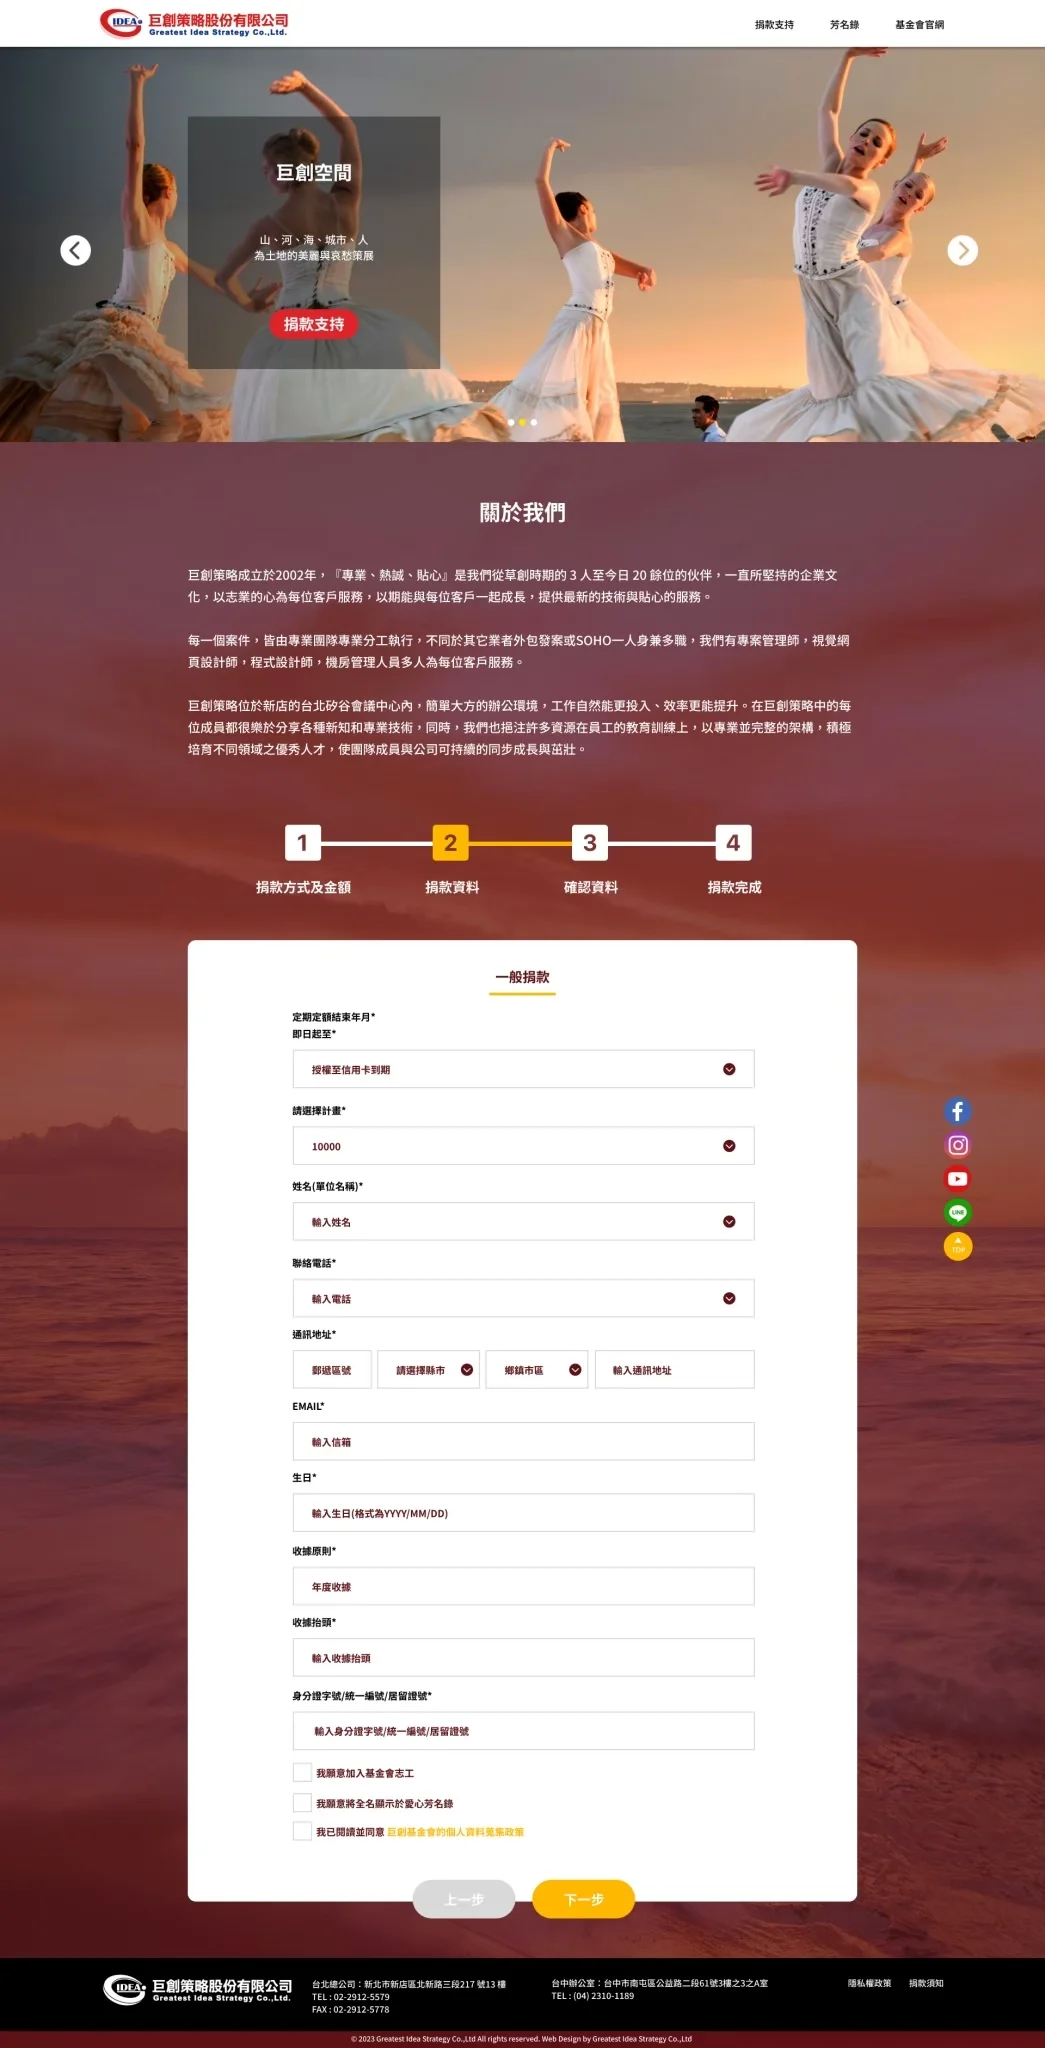 IDEA
巨創策略股份有限公司
Greatest Idea Strategy Co.,Ltd.
捐款支持
芳名錄
基金會官網
巨創空間
山、河、海、城市、人
為土地的美麗與哀愁策展
捐款支持
關於我們
巨創策略成立於2002年，『專業、熱誠、貼心』是我們從草創時期的 3 人至今日 20 餘位的伙伴，一直所堅持的企業文
化，以志業的心為每位客戶服務，以期能與每位客戶一起成長，提供最新的技術與貼心的服務。
每一個案件，皆由專業團隊專業分工執行，不同於其它業者外包發案或SOHO一人身兼多職，我們有專案管理師，視覺網
頁設計師，程式設計師，機房管理人員多人為每位客戶服務。
巨創策略位於新店的台北矽谷會議中心內，簡單大方的辦公環境，工作自然能更投入、效率更能提升。在巨創策略中的每
位成員都很樂於分享各種新知和專業技術，同時，我們也挹注許多資源在員工的教育訓練上，以專業並完整的架構，積極
培育不同領域之優秀人才，使團隊成員與公司可持續的同步成長與茁壯。
1
2
3
4
捐款方式及金額
捐款資料
確認資料
捐款完成
一般捐款
定期定額結束年月*
即日起至*
授權至信用卡到期
請選擇計畫*
10000
姓名(單位名稱)*
輸入姓名
聯絡電話*
輸入電話
通訊地址*
郵遞區號
請選擇縣市
鄉鎮市區
輸入通訊地址
EMAIL*
輸入信箱
生日*
輸入生日(格式為YYYY/MM/DD)
收據原則*
年度收據
收據抬頭*
輸入收據抬頭
身分證字號/統一編號/居留證號*
輸入身分證字號/統一編號/居留證號
我願意加入基金會志工
我願意將全名顯示於愛心芳名錄
我已閱讀並同意 巨創基金會的個人資料蒐集政策
上一步
下一步
LINE
TOP
IDEA
巨創策略股份有限公司
Greatest Idea Strategy Co.,Ltd.
台北總公司：新北市新店區北新路三段217 號13 樓
TEL : 02-2912-5579
FAX : 02-2912-5778
台中辦公室：台中市南屯區公益路二段61號3樓之3之A室
TEL : (04) 2310-1189
隱私權政策
捐款須知
© 2023 Greatest Idea Strategy Co.,Ltd All rights reserved. Web Design by Greatest Idea Strategy Co.,Ltd